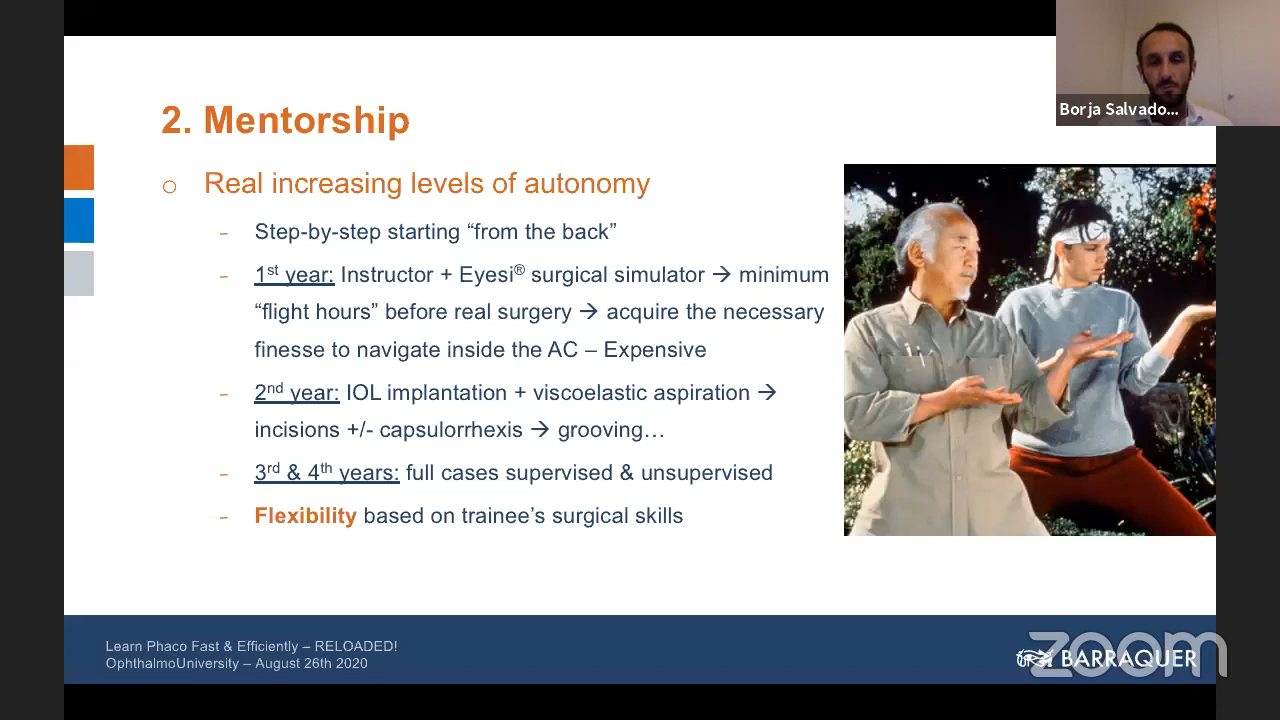 Borja Salvado...
2. Mentorship
o Real increasing levels of autonomy
- Step-by-step starting “from the back”
- 1st year: Instructor + Eyesi® surgical simulator → minimum
“flight hours” before real surgery → acquire the necessary
finesse to navigate inside the AC – Expensive
- 2nd year: IOL implantation + viscoelastic aspiration →
incisions +/- capsulorrhexis → grooving…
- 3rd & 4th years: full cases supervised & unsupervised
- Flexibility based on trainee’s surgical skills
Learn Phaco Fast & Efficiently – RELOADED!
OphthalmoUniversity – August 26th 2020
BARRAQUER
zoom